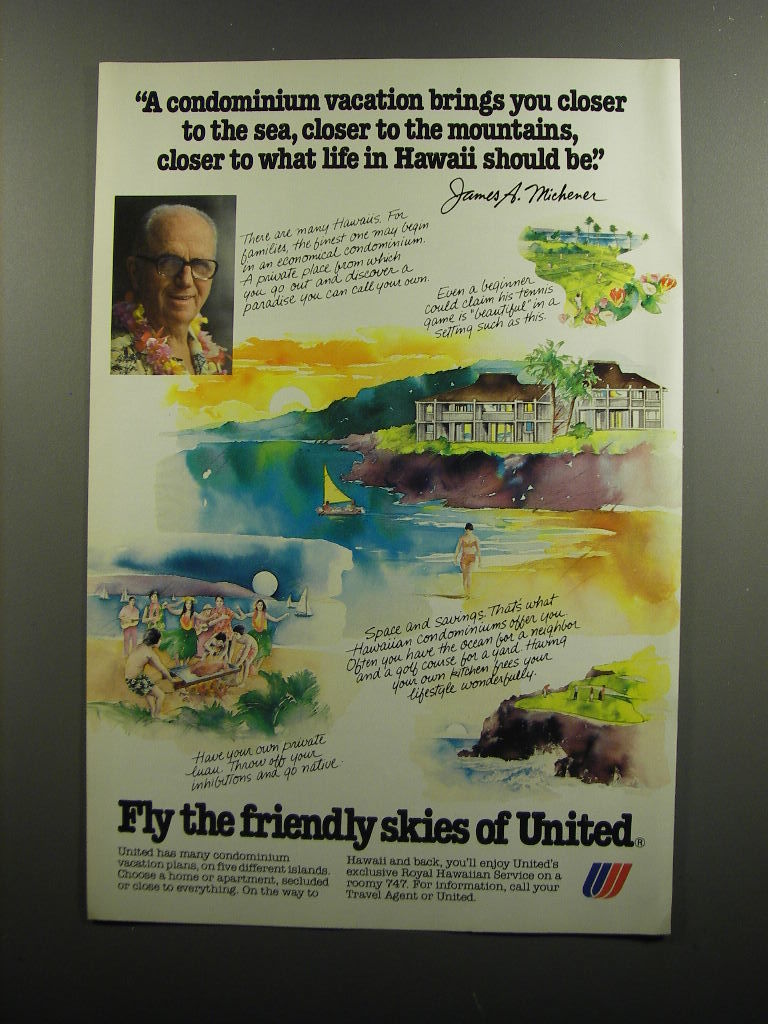 “A condominium vacation brings you closer
to the sea, closer to the mountains,
closer to what life in Hawaii should be.”
James A. Michener
There are many Hawaiis. For
families, the finest one may begin
in an economical condominium.
A private place from which
you go out and discover a
paradise you can call your own.
Even a beginner
could claim his tennis
game is "beautiful" in a
setting such as this.
Space and savings. That's what
Hawaiian condominiums offer you.
Often you have the ocean for a neighbor
and a golf course for a yard. Having
your own kitchen frees your
lifestyle wonderfully.
Have your own private
luau. Throw off your
inhibitions and go native.
Fly the friendly skies of United®
United has many condominium
vacation plans, on five different islands.
Choose a home or apartment, secluded
or close to everything. On the way to
Hawaii and back, you'll enjoy United's
exclusive Royal Hawaiian Service on a
roomy 747. For information, call your
Travel Agent or United.